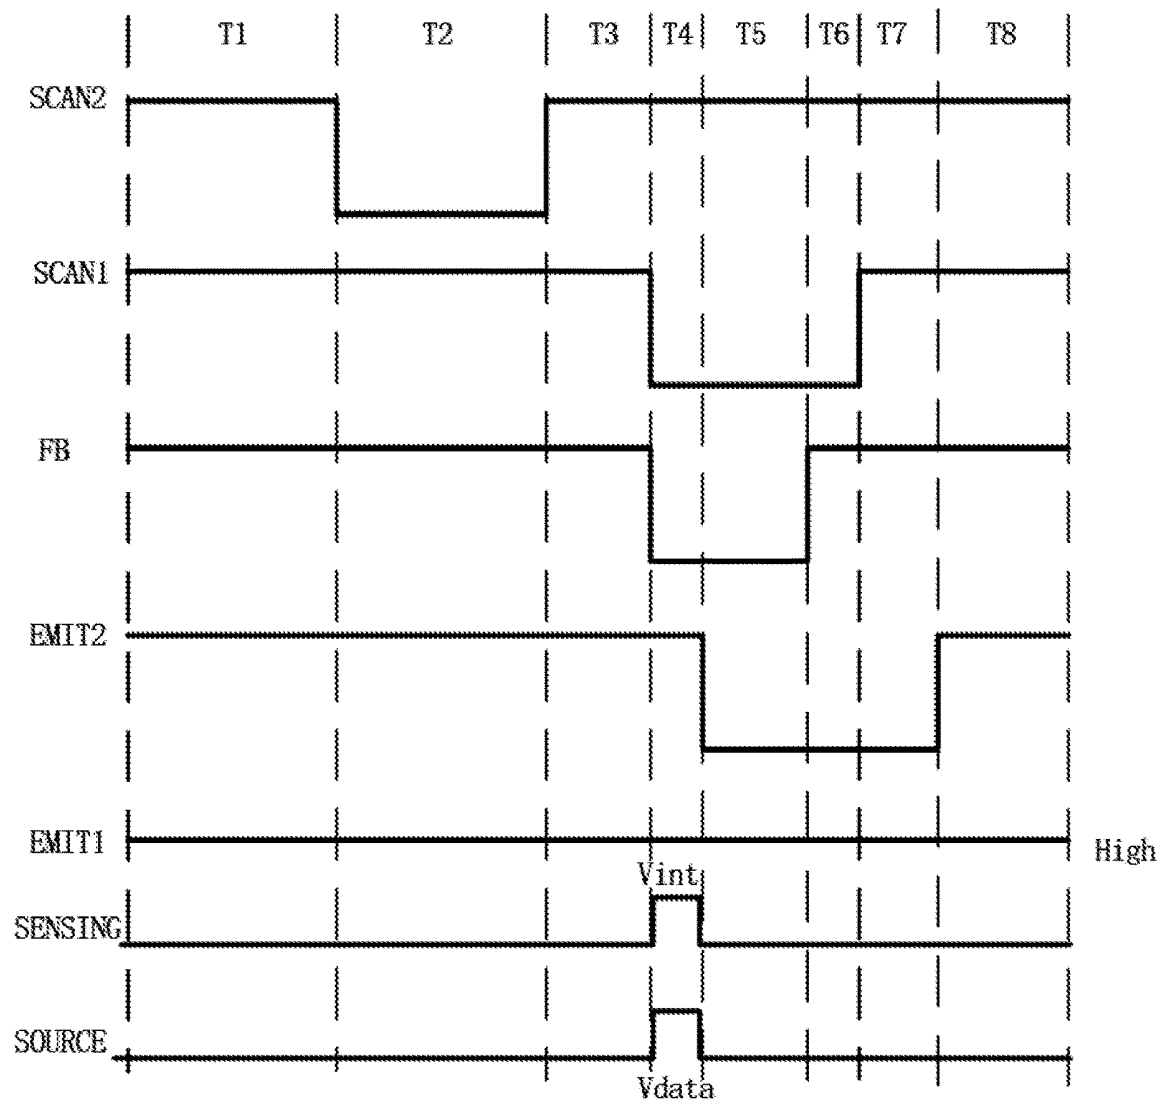 T1 T2 T3 T4 T5 T6 T7 T8
SCAN2
SCAN1
FB
EMIT2
EMIT1
High
Vint
SENSING
SOURCE
Vdata